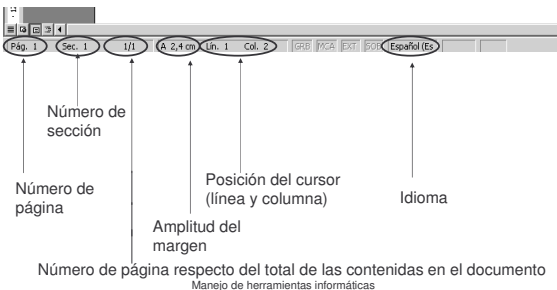 Pág. 1 Sec. 1 1/1 A 2,4 cm Lín. 1 Col. 2 GRB MCA EXT SOB Español (Es
Número de
sección
Número de
página
Posición del cursor
(línea y columna)
Idioma
Amplitud del
margen
Número de página respecto del total de las contenidas en el documento
Manejo de herramientas informáticas